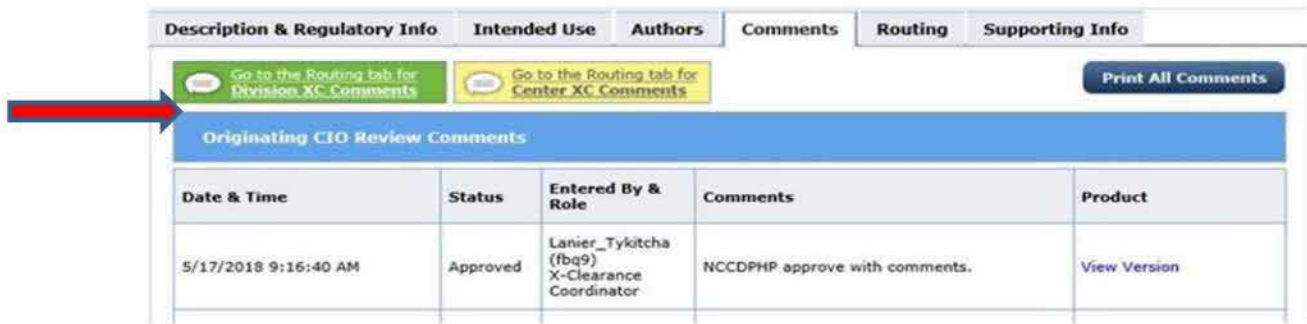 Description & Regulatory Info Intended Use Authors Comments Routing Supporting Info
Go to the Routing tab for
Division XC Comments
Go to the Routing tab for
Center XC Comments
Print All Comments
Originating CIO Review Comments
Date & Time Status Entered By & Role Comments Product
5/17/2018 9:16:40 AM Approved Lanier_Tykitcha
(fbq9)
X-Clearance
Coordinator
NCCDPHP approve with comments. View Version